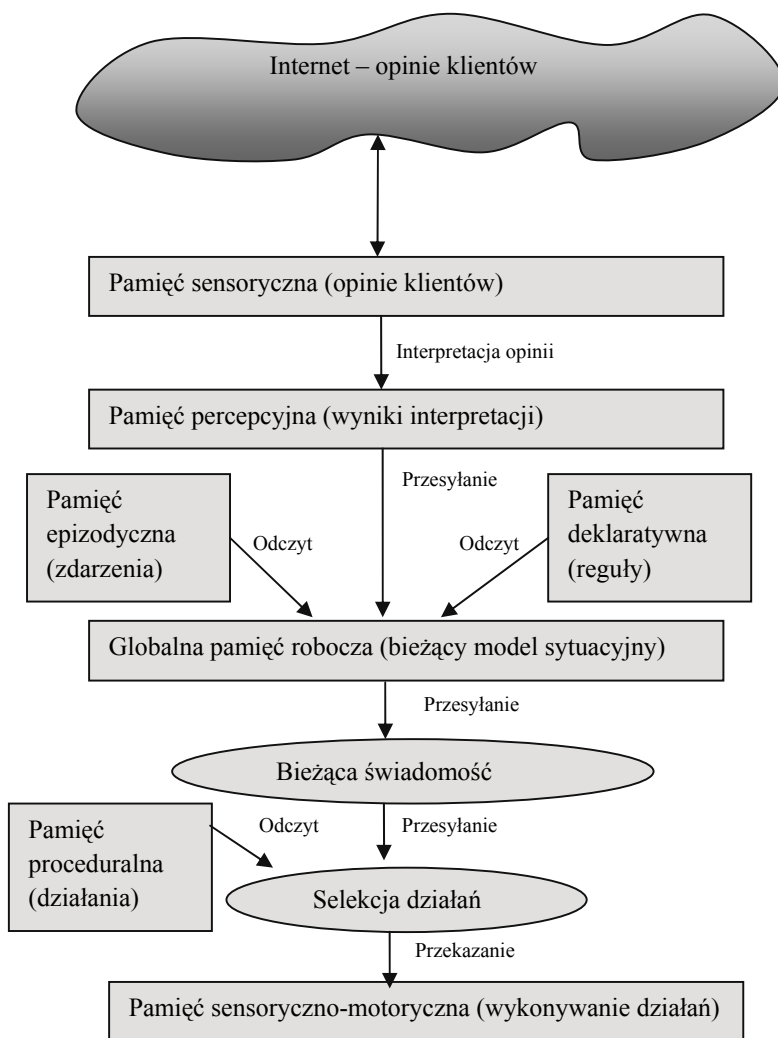 Internet – opinie klientów
Pamięć sensoryczna (opinie klientów)
Interpretacja opinii
Pamięć percepcyjna (wyniki interpretacji)
Przesyłanie
Pamięć
epizodyczna
(zdarzenia)
Odczyt
Odczyt
Pamięć
deklaratywna
(reguły)
Globalna pamięć robocza (bieżący model sytuacyjny)
Przesyłanie
Bieżąca świadomość
Pamięć
proceduralna
(działania)
Odczyt
Przesyłanie
Selekcja działań
Przekazanie
Pamięć sensoryczno-motoryczna (wykonywanie działań)